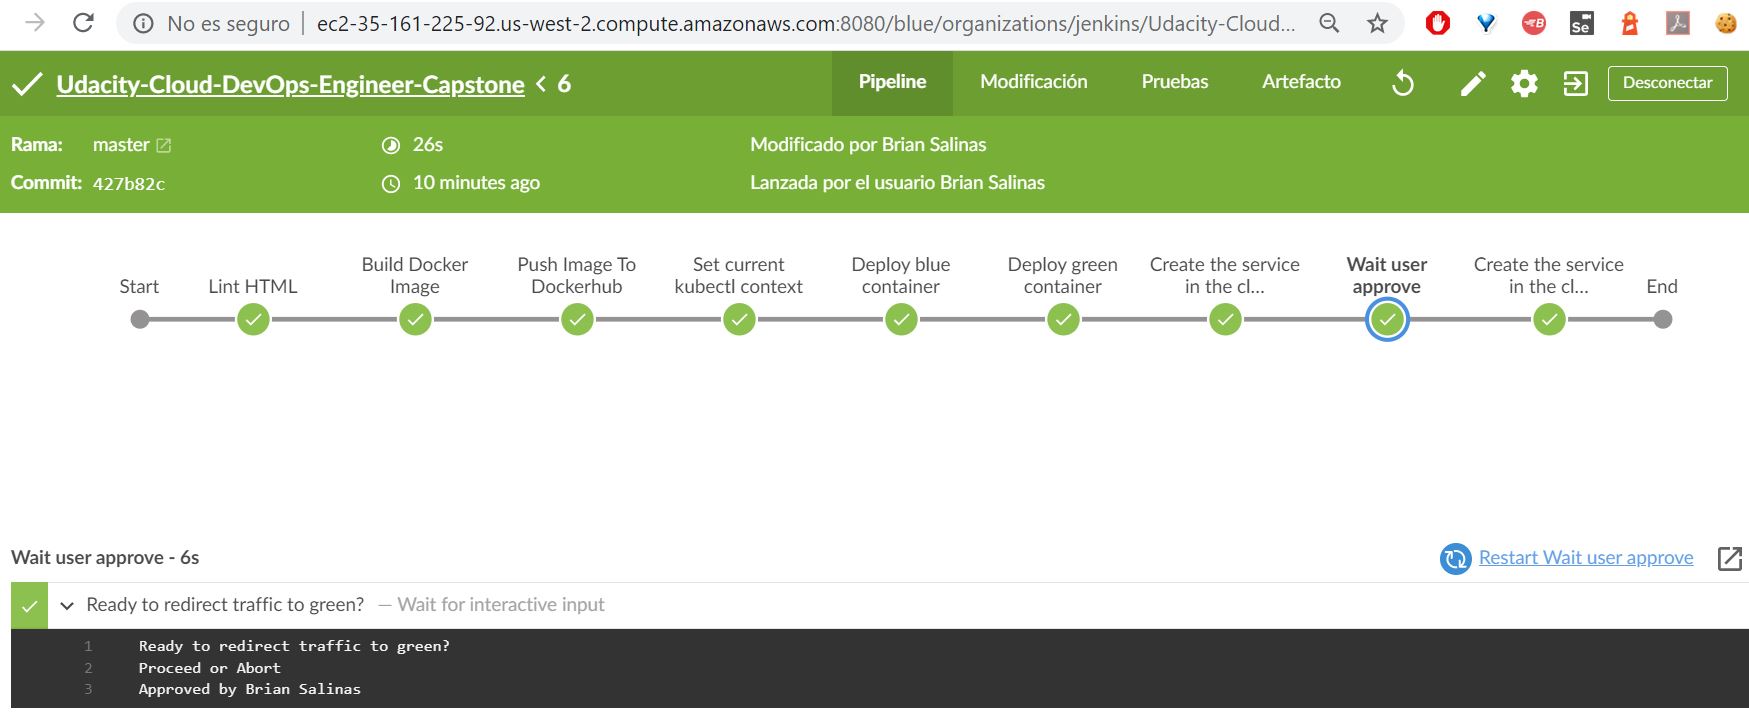 No es seguro | ec2-35-161-225-92.us-west-2.compute.amazonaws.com:8080/blue/organizations/jenkins/Udacity-Cloud...
Udacity-Cloud-DevOps-Engineer-Capstone < 6
Pipeline Modificación Pruebas Artefacto Desconectar
Rama: master 26s Modificado por Brian Salinas
Commit: 427b82c 10 minutes ago Lanzada por el usuario Brian Salinas
Start
Lint HTML
Build Docker
Image
Push Image To
Dockerhub
Set current
kubectl context
Deploy blue
container
Deploy green
container
Create the service
in the cl...
Wait user
approve
Create the service
in the cl...
End
Wait user approve - 6s
Restart Wait user approve
Ready to redirect traffic to green? — Wait for interactive input
1 Ready to redirect traffic to green?
2 Proceed or Abort
3 Approved by Brian Salinas